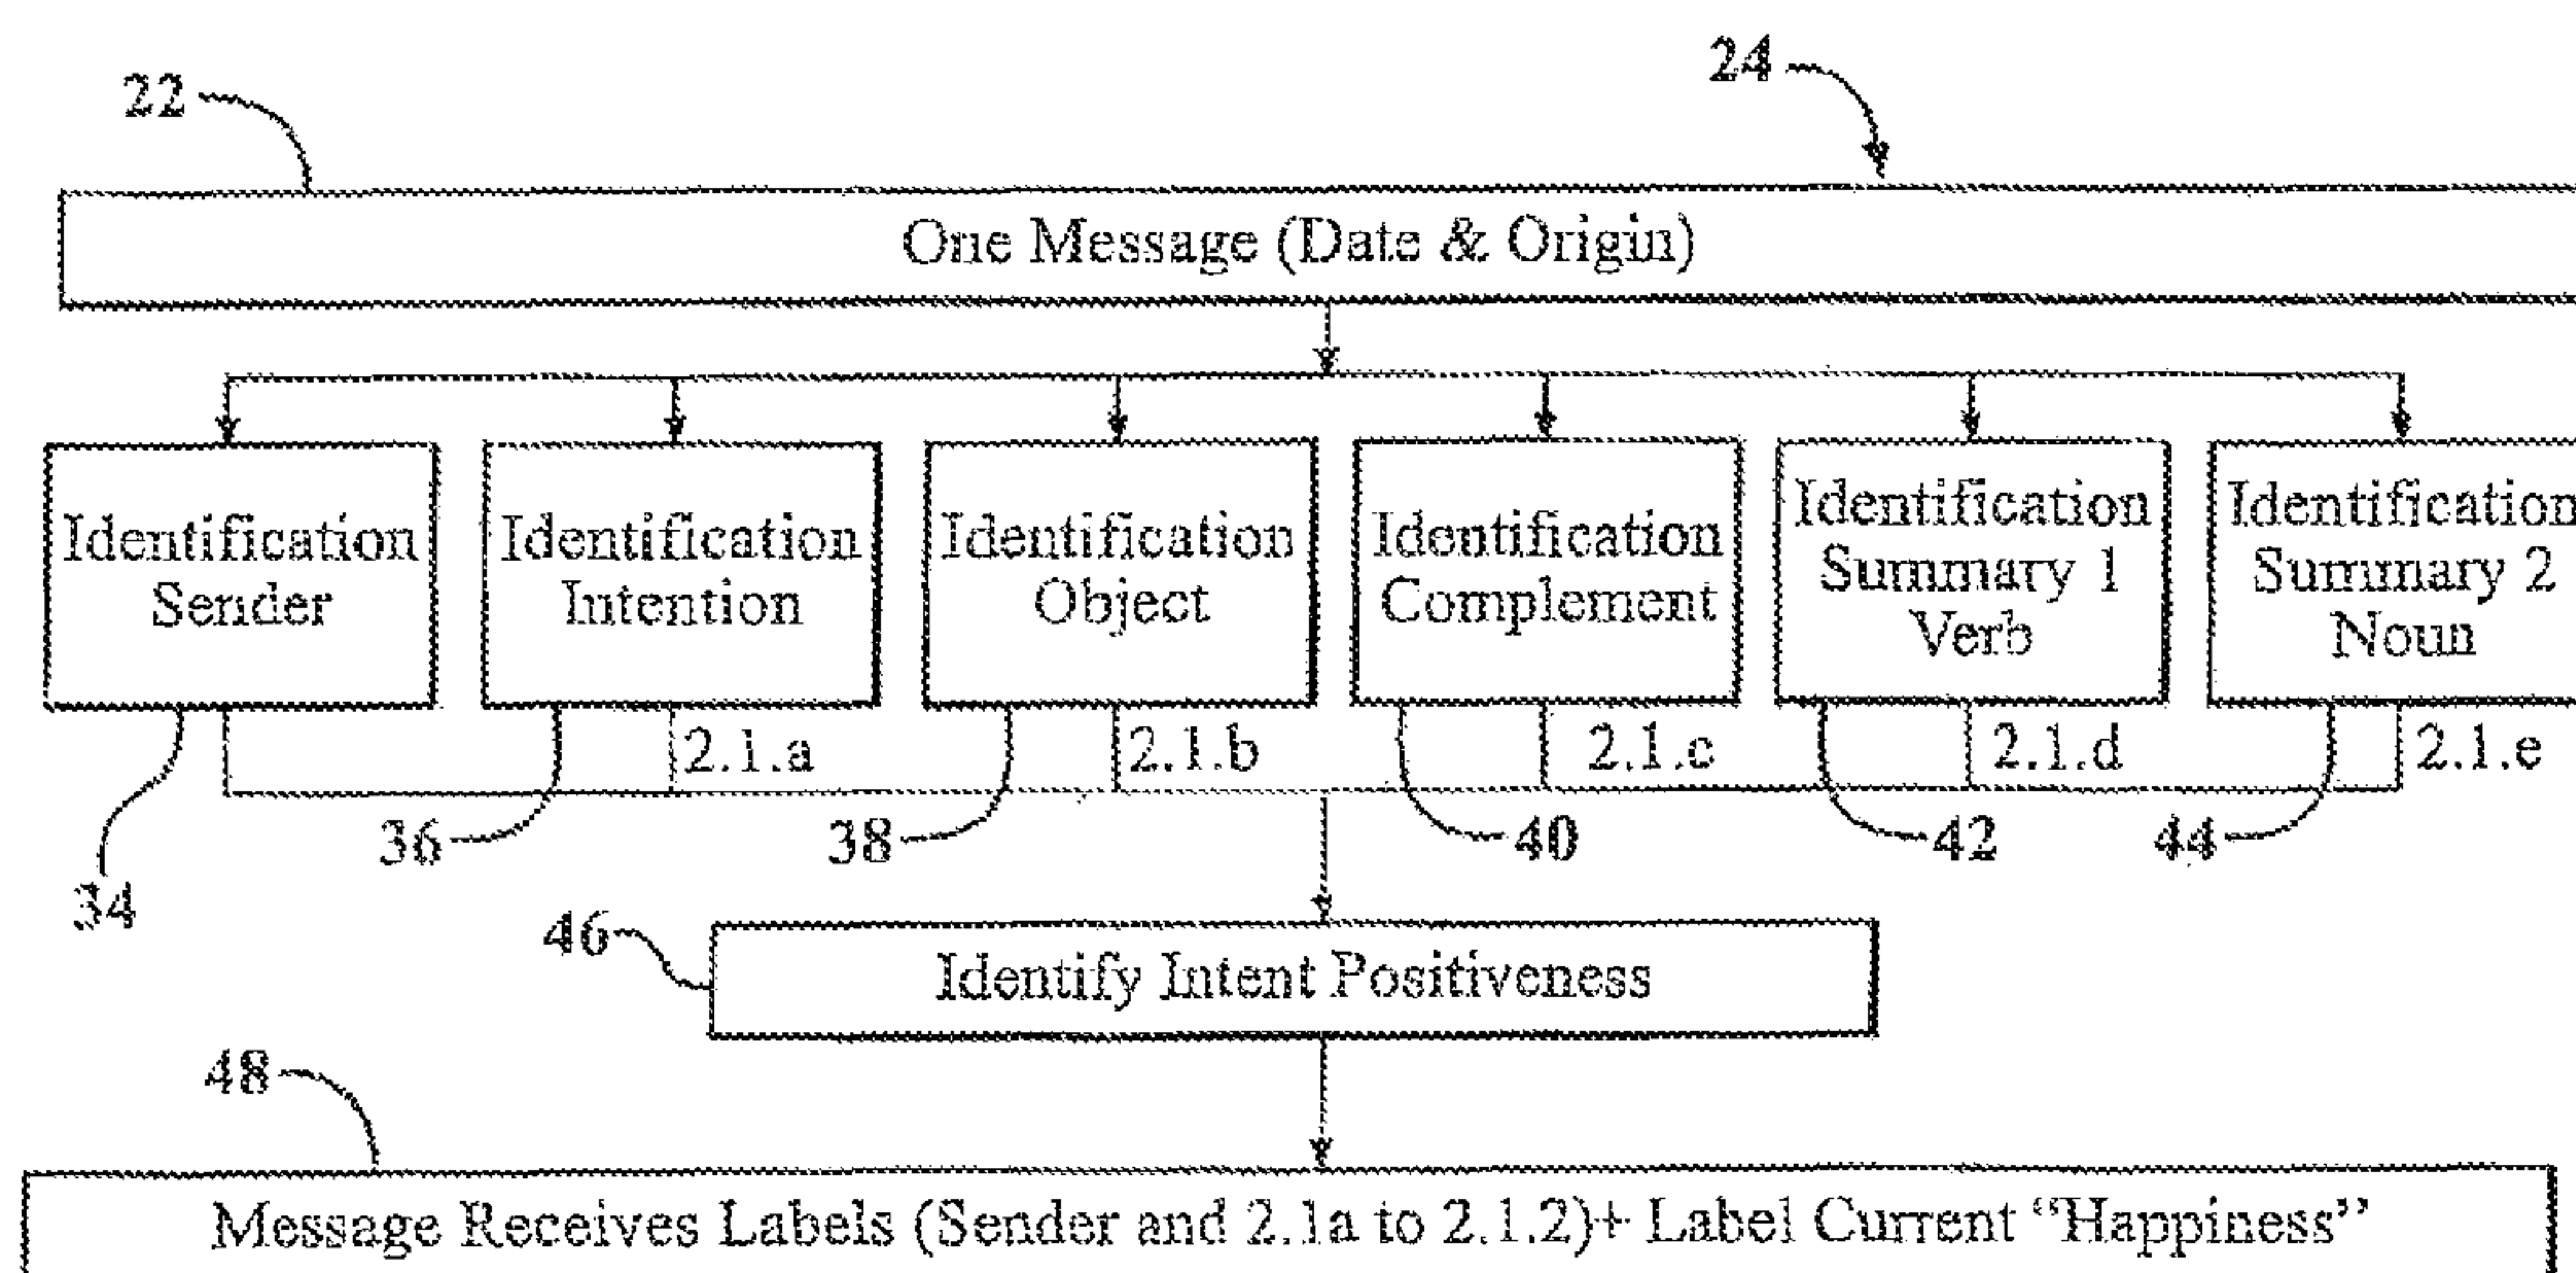 24
22
One Message (Date & Origin)
Identification
Sender
Identification
Intention
Identification
Object
Identification
Complement
Identification
Summary 1
Verb
Identification
Summary 2
Noun
2.1.a
2.1.b
2.1.c
2.1.d
2.1.e
34
36
38
40
42
44
46
Identify Intent Positiveness
48
Message Receives Labels (Sender and 2.1a to 2.1.2)+ Label Current “Happiness”